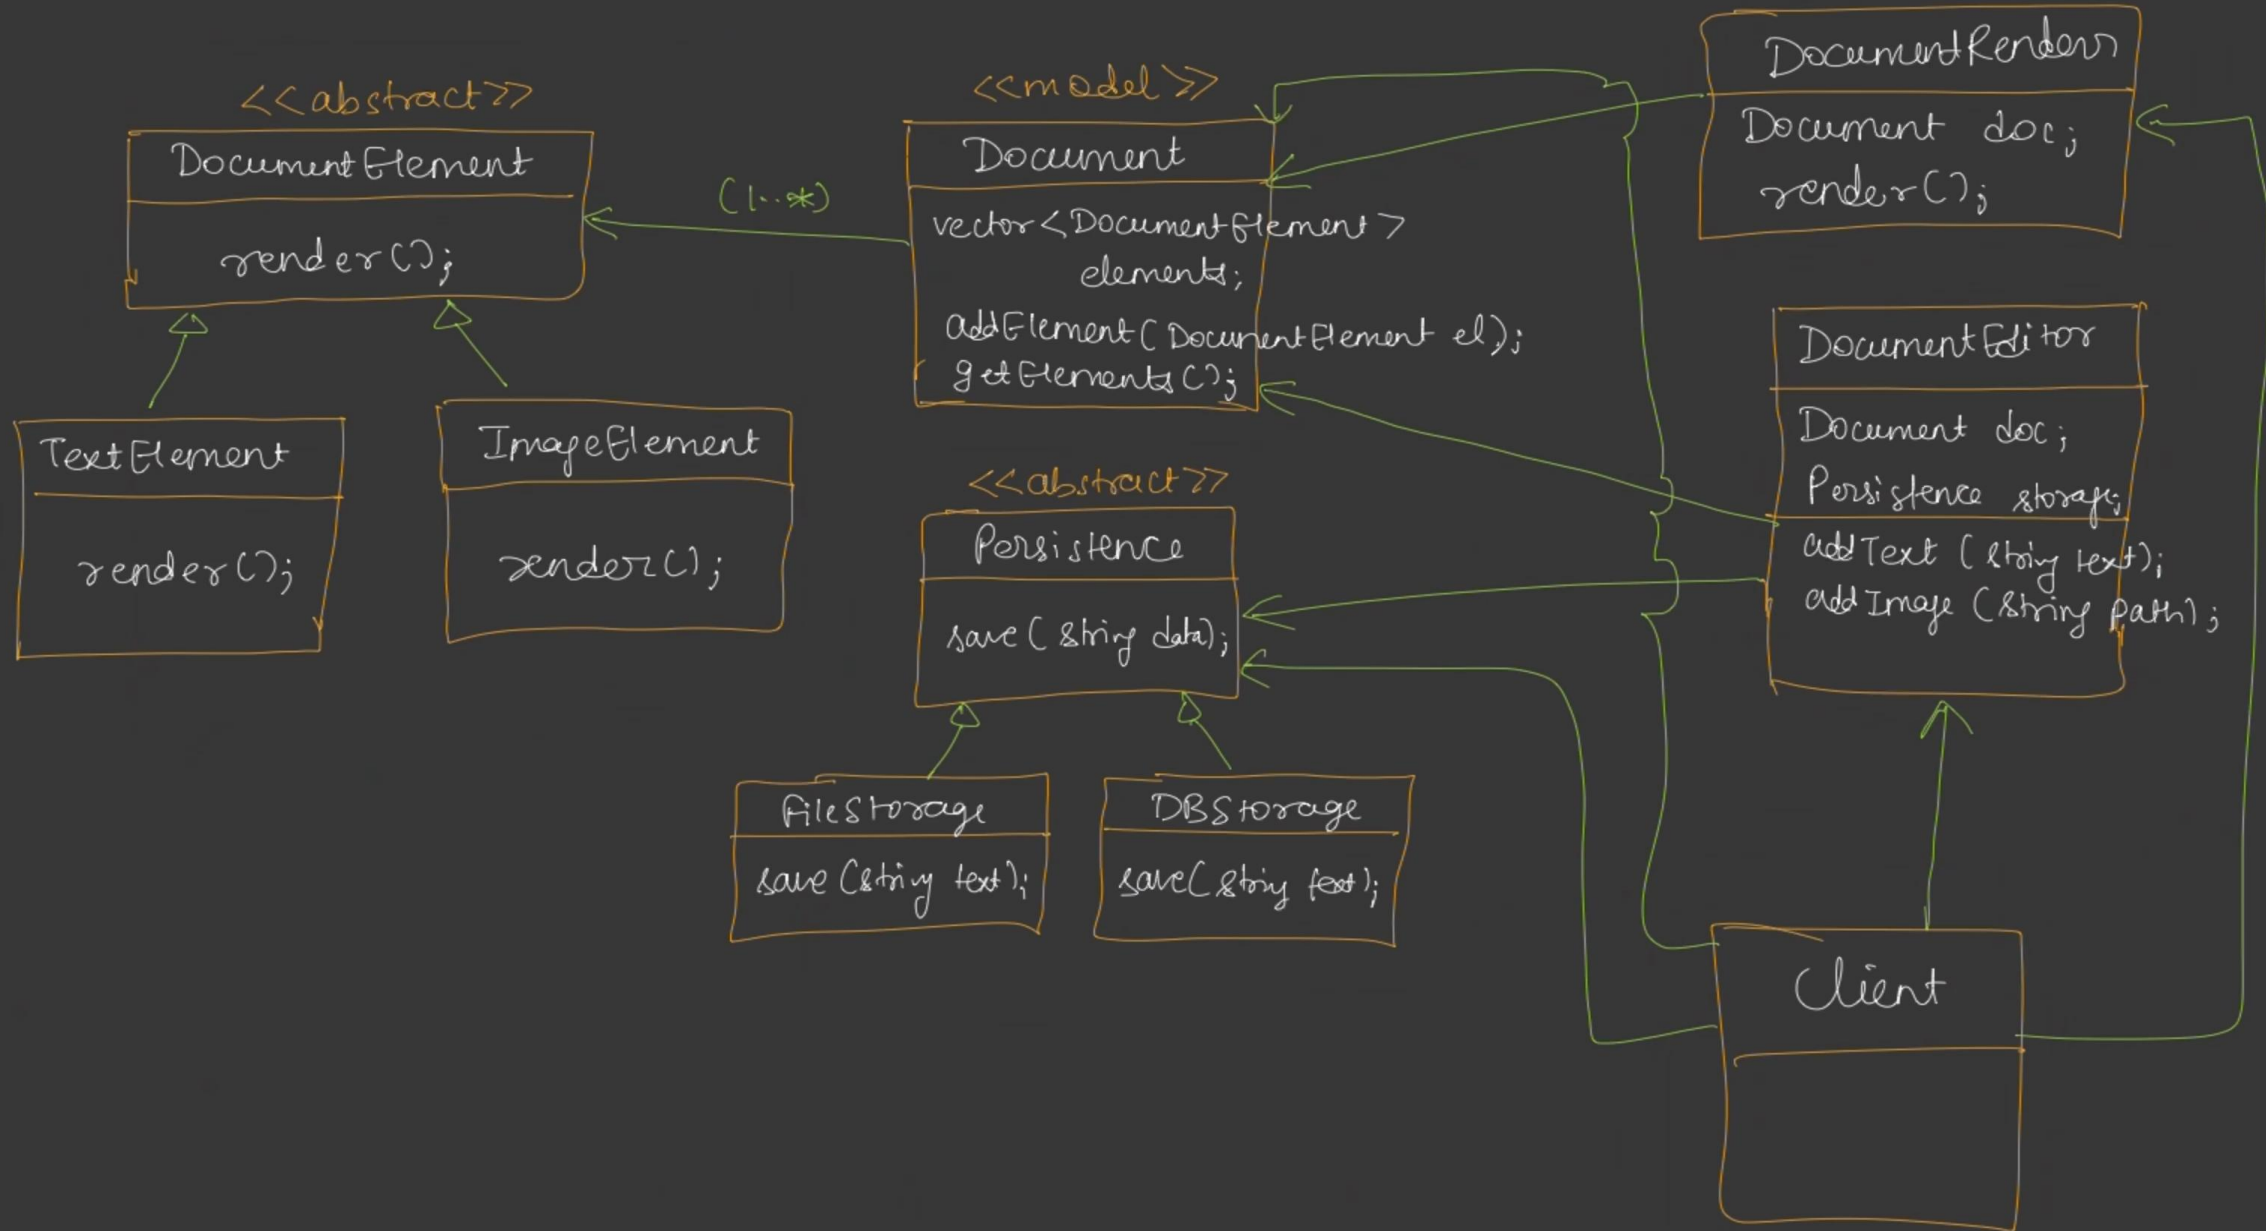 <<abstract>>
DocumentElement
render();
TextElement
render();
ImageElement
render();
(1..*)
<<model>>
Document
vector<DocumentElement>
elements;
addElement(DocumentElement el);
getElements();
<<abstract>>
Persistence
save(string data);
FileStorage
save(string text);
DBStorage
save(string text);
DocumentRender
Document doc;
render();
DocumentEditor
Document doc;
Persistence storage;
addText(string text);
addImage(string path);
Client